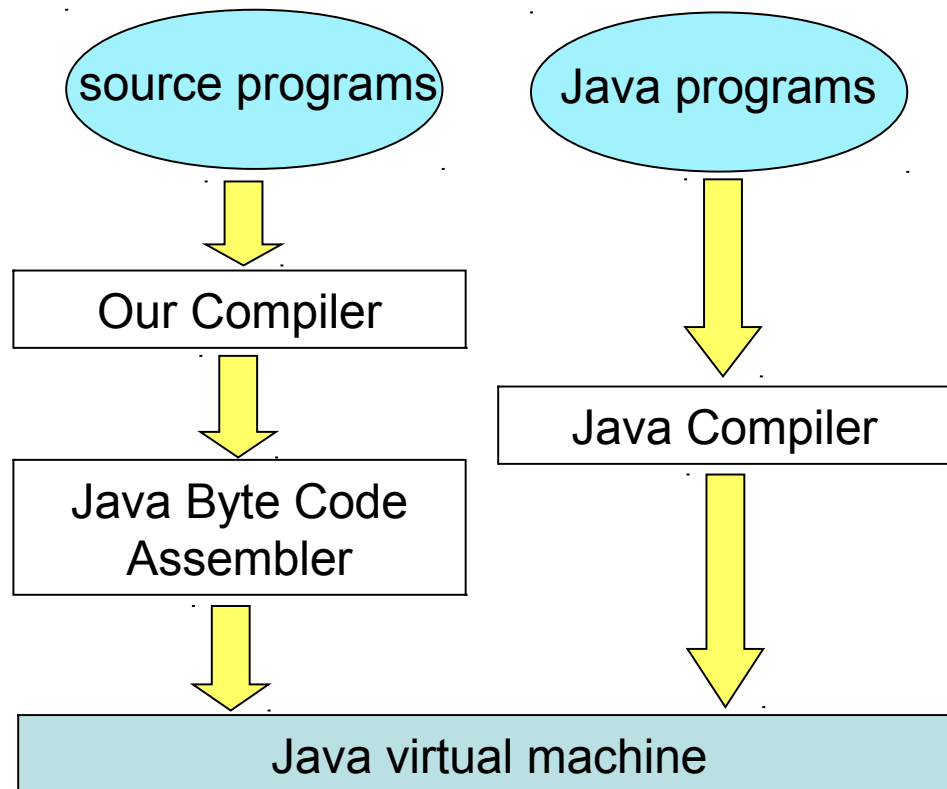 source programs
Java programs
Our Compiler
Java Compiler
Java Byte Code
Assembler
Java virtual machine